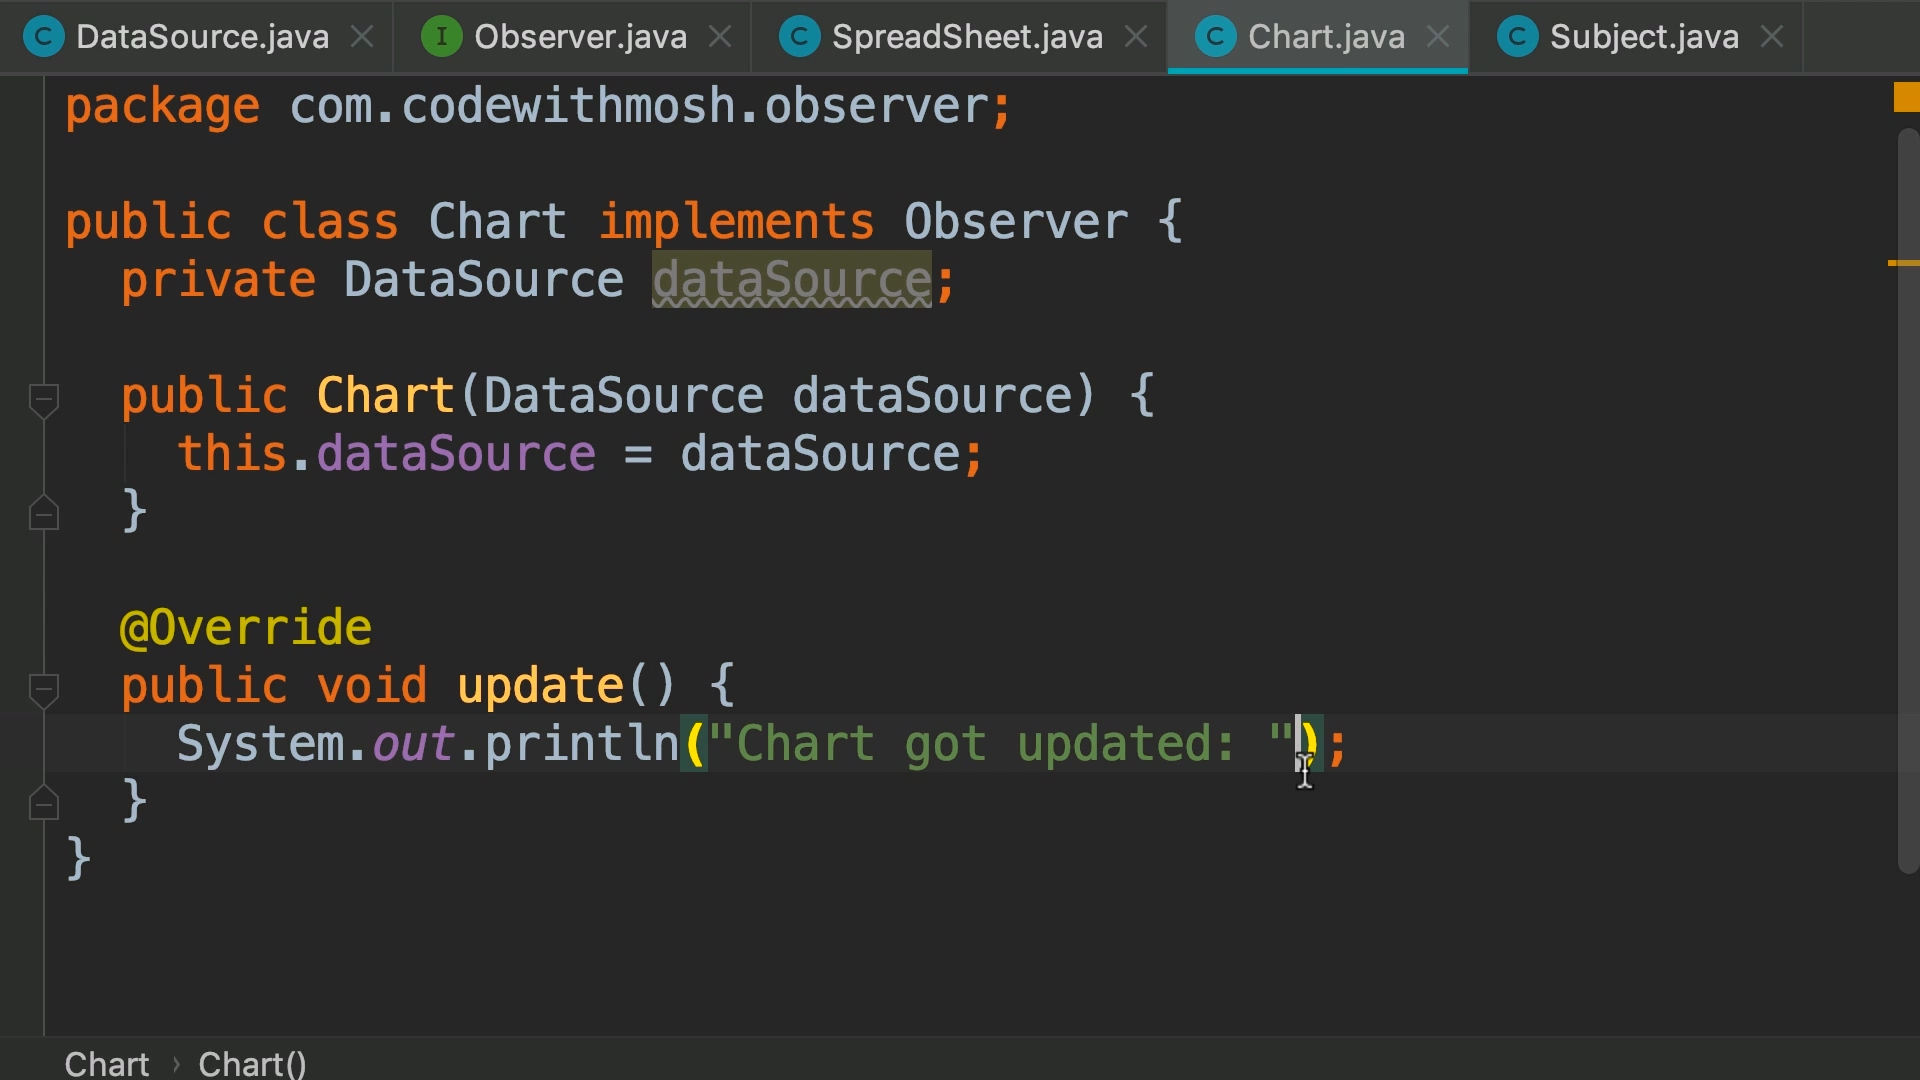 C DataSource.java I Observer.java C SpreadSheet.java C Chart.java C Subject.java
package com.codewithmosh.observer;
public class Chart implements Observer {
private DataSource dataSource;
public Chart(DataSource dataSource) {
this.dataSource = dataSource;
}
@Override
public void update() {
System.out.println("Chart got updated: ");
}
}
Chart › Chart()